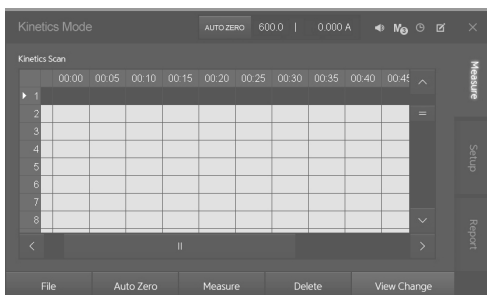 Kinetics Mode AUTO ZERO 600.0 | 0.000 A
Kinetics Scan
00:00 00:05 00:10 00:15 00:20 00:25 00:30 00:35 00:40 00:45
1
2
3
4
5
6
7
8
Measure
Setup
Report
File Auto Zero Measure Delete View Change